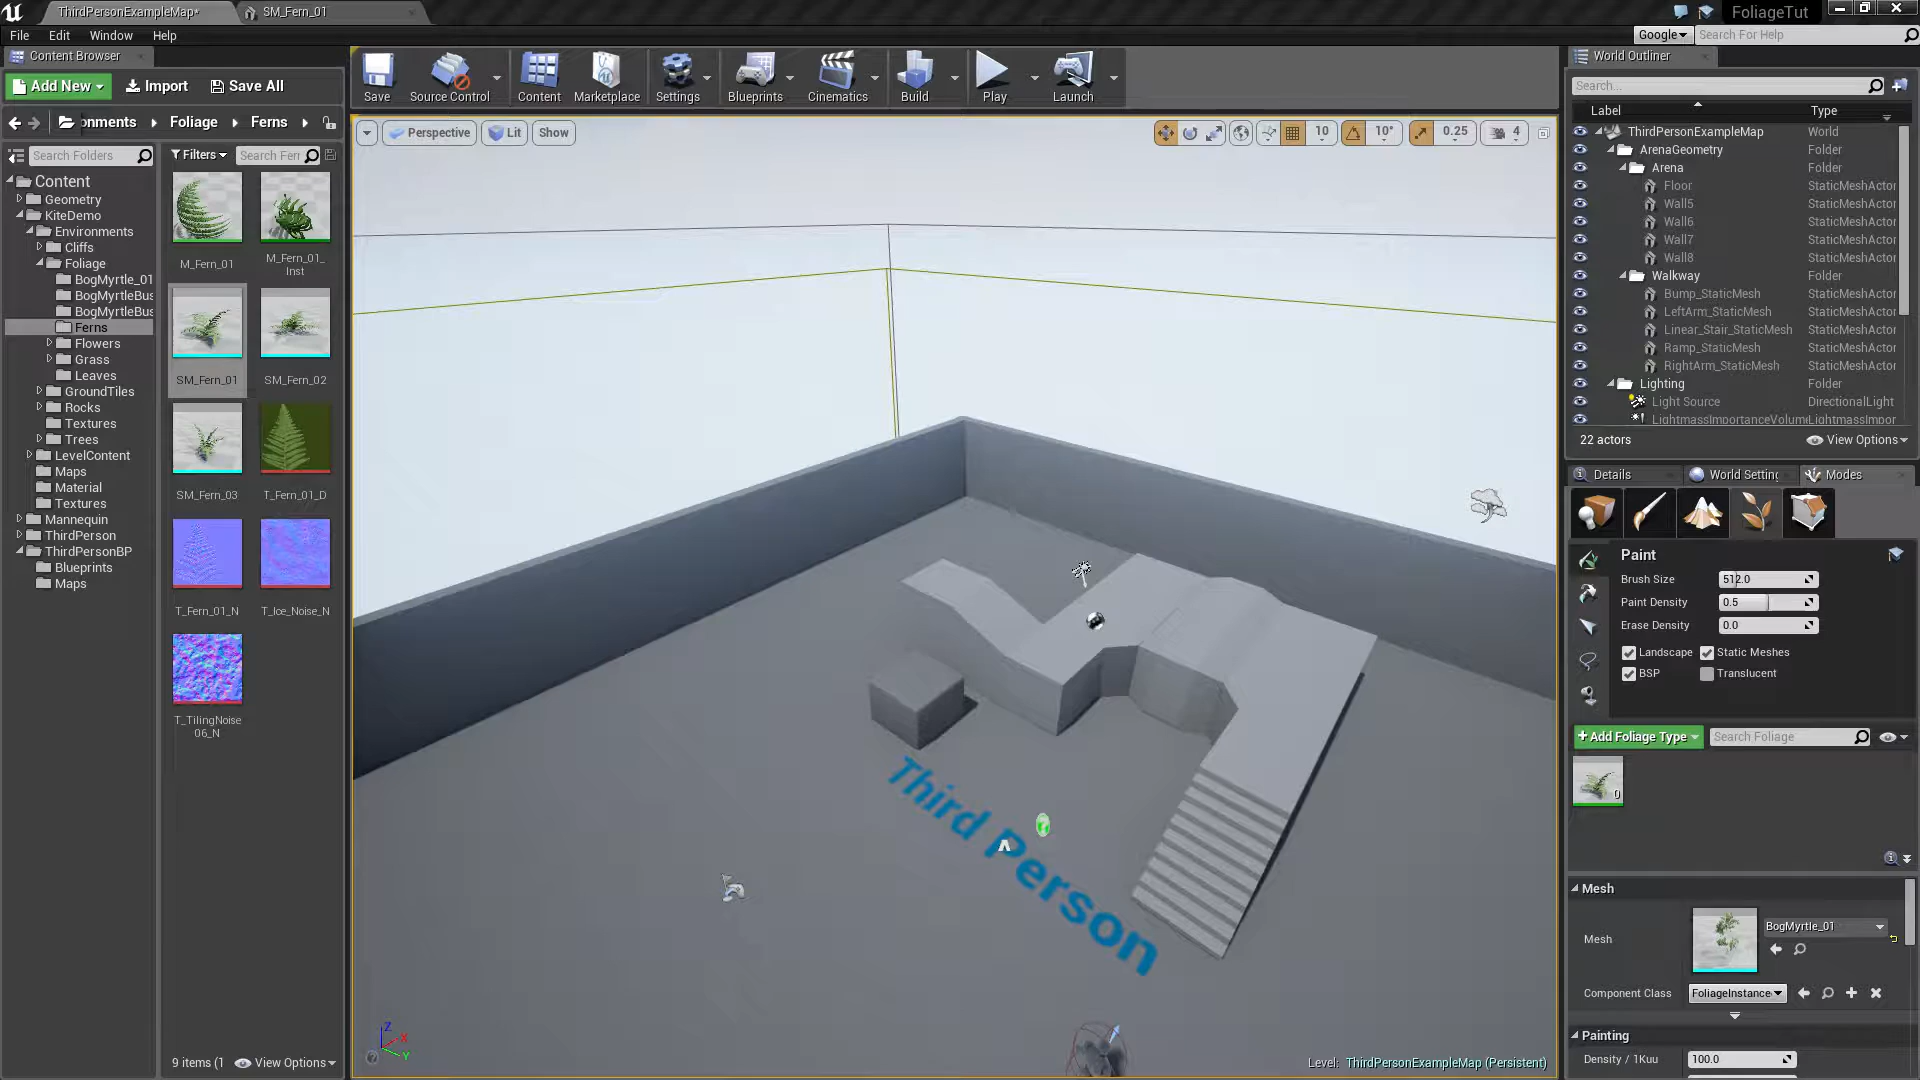 ThirdPersonExampleMap*
SM_Fern_01
FoliageTut
File Edit Window Help
Google
Search For Help
Content Browser
Add New
Import
Save All
Save
Source Control
Content
Marketplace
Settings
Blueprints
Cinematics
Build
Play
Launch
World Outliner
Search...
Label
Type
onments
Foliage
Ferns
Search Folders
Filters
Search Fern
Content
Geometry
KiteDemo
Environments
Cliffs
Foliage
BogMyrtle_01
BogMyrtleBus
BogMyrtleBus
Ferns
Flowers
Grass
Leaves
GroundTiles
Rocks
Textures
Trees
LevelContent
Maps
Material
Textures
Mannequin
ThirdPerson
ThirdPersonBP
Blueprints
Maps
M_Fern_01
M_Fern_01_
Inst
SM_Fern_01
SM_Fern_02
SM_Fern_03
T_Fern_01_D
T_Fern_01_N
T_Ice_Noise_N
T_TilingNoise
06_N
9 items (1
View Options
Perspective
Lit
Show
10
10°
0.25
4
Third Person
Z
X
Y
Level: ThirdPersonExampleMap (Persistent)
ThirdPersonExampleMap World
ArenaGeometry Folder
Arena Folder
Floor StaticMeshActor
Wall5 StaticMeshActor
Wall6 StaticMeshActor
Wall7 StaticMeshActor
Wall8 StaticMeshActor
Walkway Folder
Bump_StaticMesh StaticMeshActor
LeftArm_StaticMesh StaticMeshActor
Linear_Stair_StaticMesh StaticMeshActor
Ramp_StaticMesh StaticMeshActor
RightArm_StaticMesh StaticMeshActor
Lighting Folder
Light Source DirectionalLight
LightmassImportanceVolume LightmassImpor
22 actors
View Options
Details
World Setting
Modes
Paint
Brush Size 512.0
Paint Density 0.5
Erase Density 0.0
Landscape Static Meshes
BSP Translucent
Add Foliage Type
Search Foliage
0
Mesh
Mesh
BogMyrtle_01
Component Class FoliageInstance
Painting
Density / 1Kuu 100.0